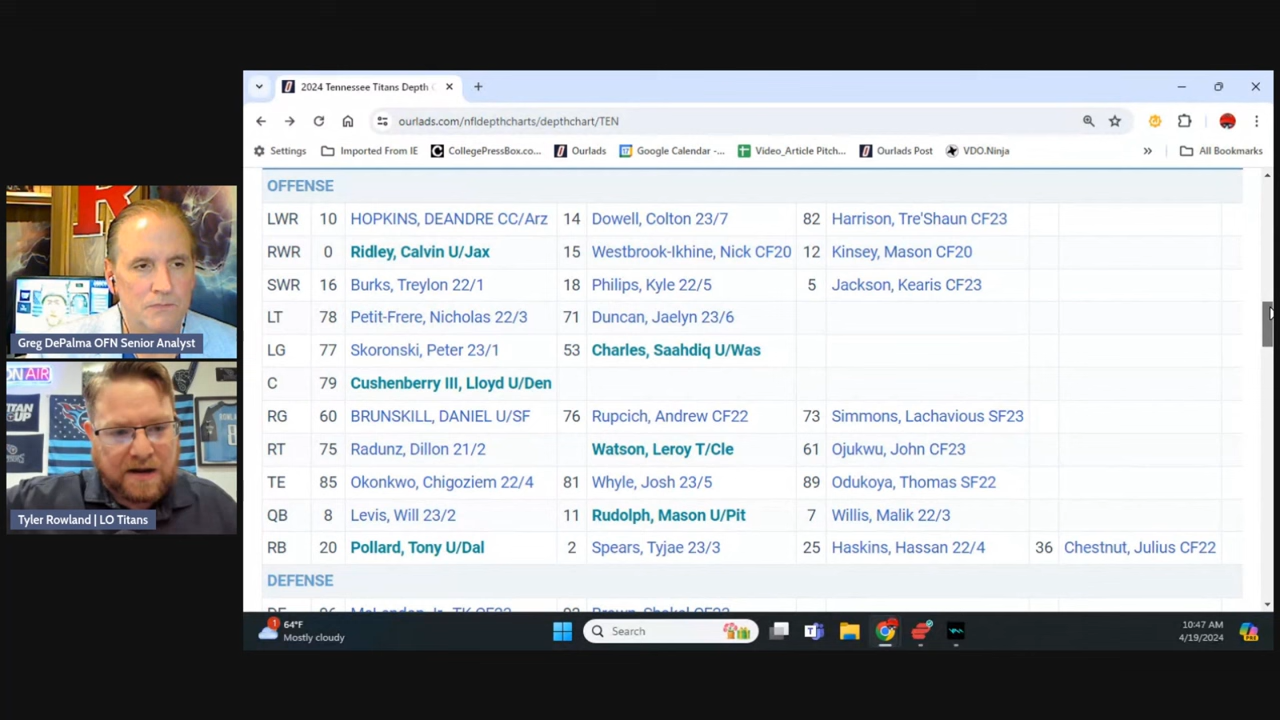 2024 Tennessee Titans Depth
ourlads.com/nfldepthcharts/depthchart/TEN
Settings Imported From IE CollegePressBox.co... Ourlads Google Calendar -... Video_Article Pitch... Ourlads Post VDO.Ninja » All Bookmarks
OFFENSE
LWR 10 HOPKINS, DEANDRE CC/Arz 14 Dowell, Colton 23/7 82 Harrison, Tre'Shaun CF23
RWR 0 Ridley, Calvin U/Jax 15 Westbrook-Ikhine, Nick CF20 12 Kinsey, Mason CF20
SWR 16 Burks, Treylon 22/1 18 Philips, Kyle 22/5 5 Jackson, Kearis CF23
LT 78 Petit-Frere, Nicholas 22/3 71 Duncan, Jaelyn 23/6
LG 77 Skoronski, Peter 23/1 53 Charles, Saahdiq U/Was
C 79 Cushenberry III, Lloyd U/Den
RG 60 BRUNSKILL, DANIEL U/SF 76 Rupcich, Andrew CF22 73 Simmons, Lachavious SF23
RT 75 Radunz, Dillon 21/2 Watson, Leroy T/Cle 61 Ojukwu, John CF23
TE 85 Okonkwo, Chigoziem 22/4 81 Whyle, Josh 23/5 89 Odukoya, Thomas SF22
QB 8 Levis, Will 23/2 11 Rudolph, Mason U/Pit 7 Willis, Malik 22/3
RB 20 Pollard, Tony U/Dal 2 Spears, Tyjae 23/3 25 Haskins, Hassan 22/4 36 Chestnut, Julius CF22
DEFENSE
R
Greg DePalma OFN Senior Analyst
ON AIR
TITAN
UP
Tyler Rowland | LO Titans
1
64°F
Mostly cloudy
Search
10:47 AM
4/19/2024